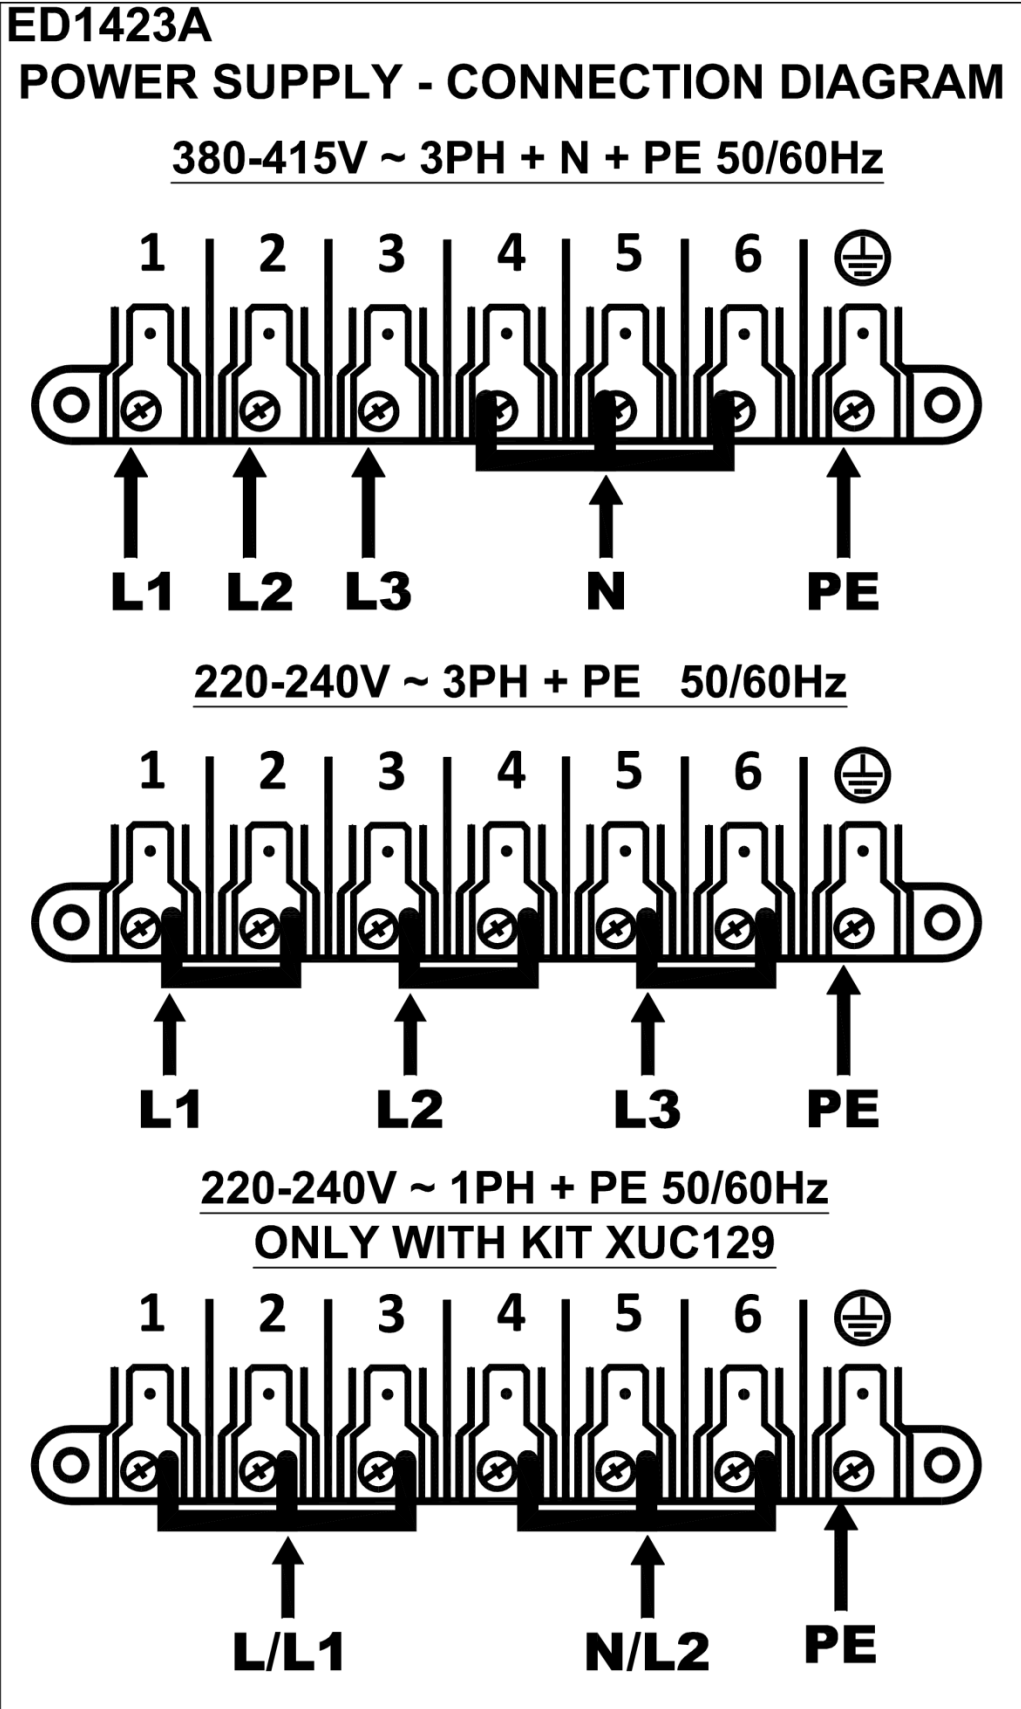 ED1423A
POWER SUPPLY - CONNECTION DIAGRAM
380-415V ~ 3PH + N + PE 50/60Hz
1 2 3 4 5 6
L1 L2 L3 N PE
220-240V ~ 3PH + PE 50/60Hz
1 2 3 4 5 6
L1 L2 L3 PE
220-240V ~ 1PH + PE 50/60Hz
ONLY WITH KIT XUC129
1 2 3 4 5 6
L/L1 N/L2 PE